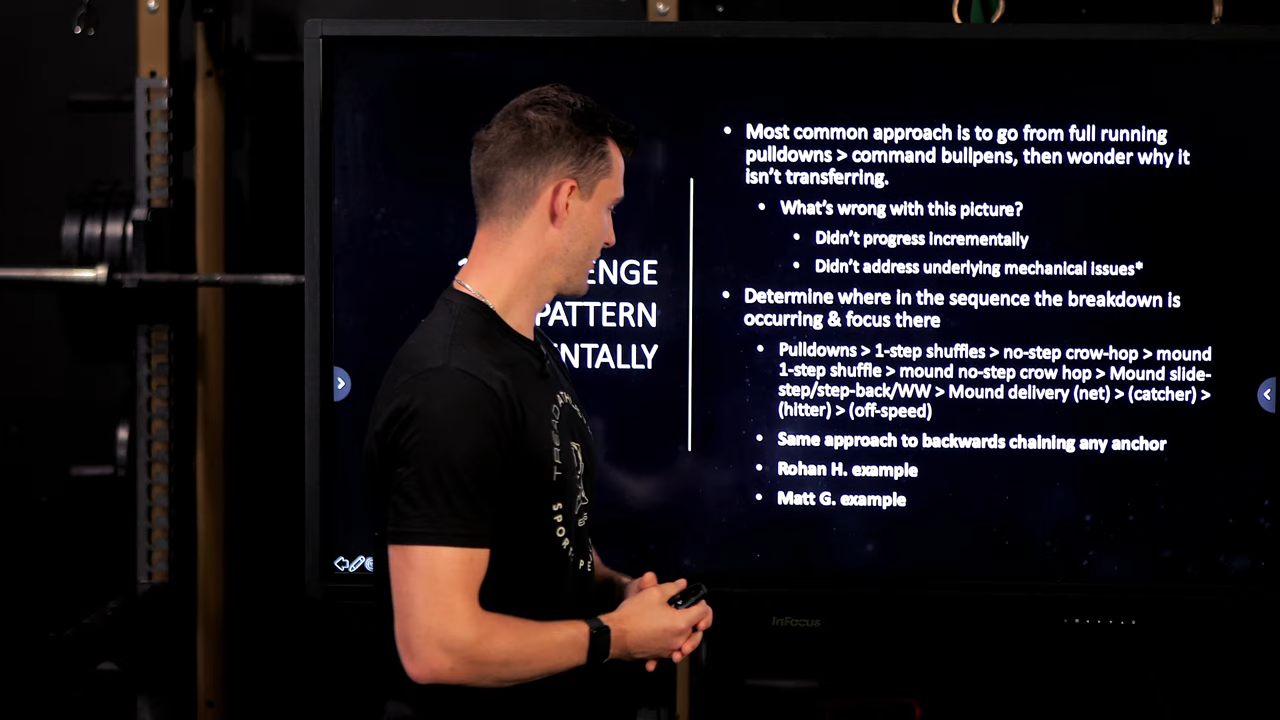 ENGE
PATTERN
NTALLY
• Most common approach is to go from full running
pulldowns > command bullpens, then wonder why it
isn't transferring.
• What's wrong with this picture?
• Didn't progress incrementally
• Didn't address underlying mechanical issues*
• Determine where in the sequence the breakdown is
occurring & focus there
• Pulldowns > 1-step shuffles > no-step crow-hop > mound
1-step shuffle > mound no-step crow hop > Mound slide-
step/step-back/WW > Mound delivery (net) > (catcher) >
(hitter) > (off-speed)
• Same approach to backwards chaining any anchor
• Rohan H. example
• Matt G. example
TREAD ATH
SPOR
PE
InFocus